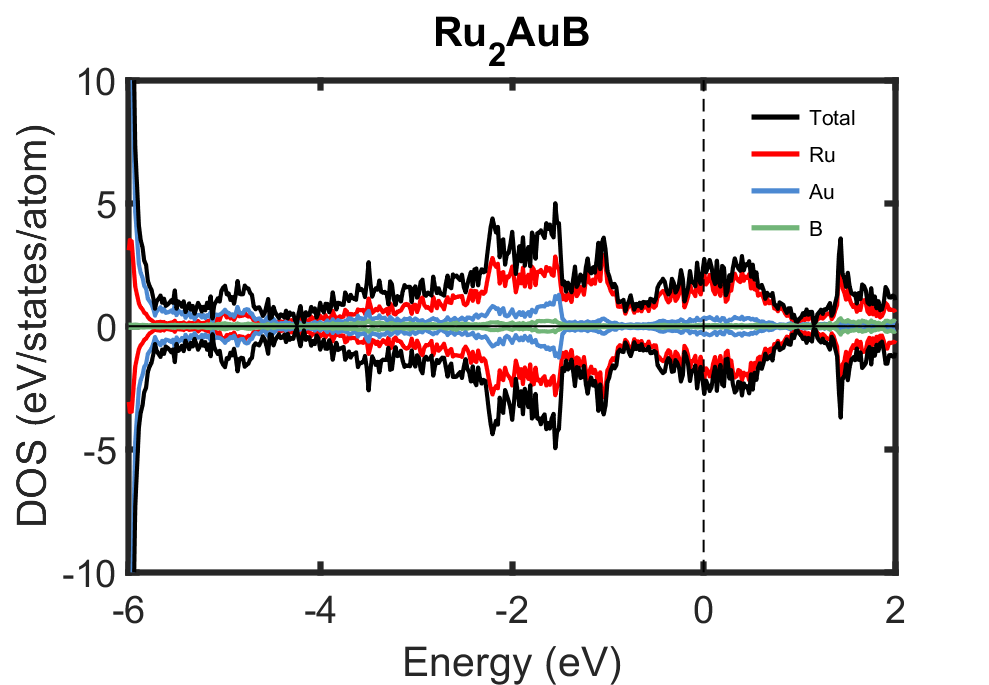 Ru₂AuB
DOS (eV/states/atom)
10
5
0
-5
-10
Total
Ru
Au
B
-6 -4 -2 0 2
Energy (eV)